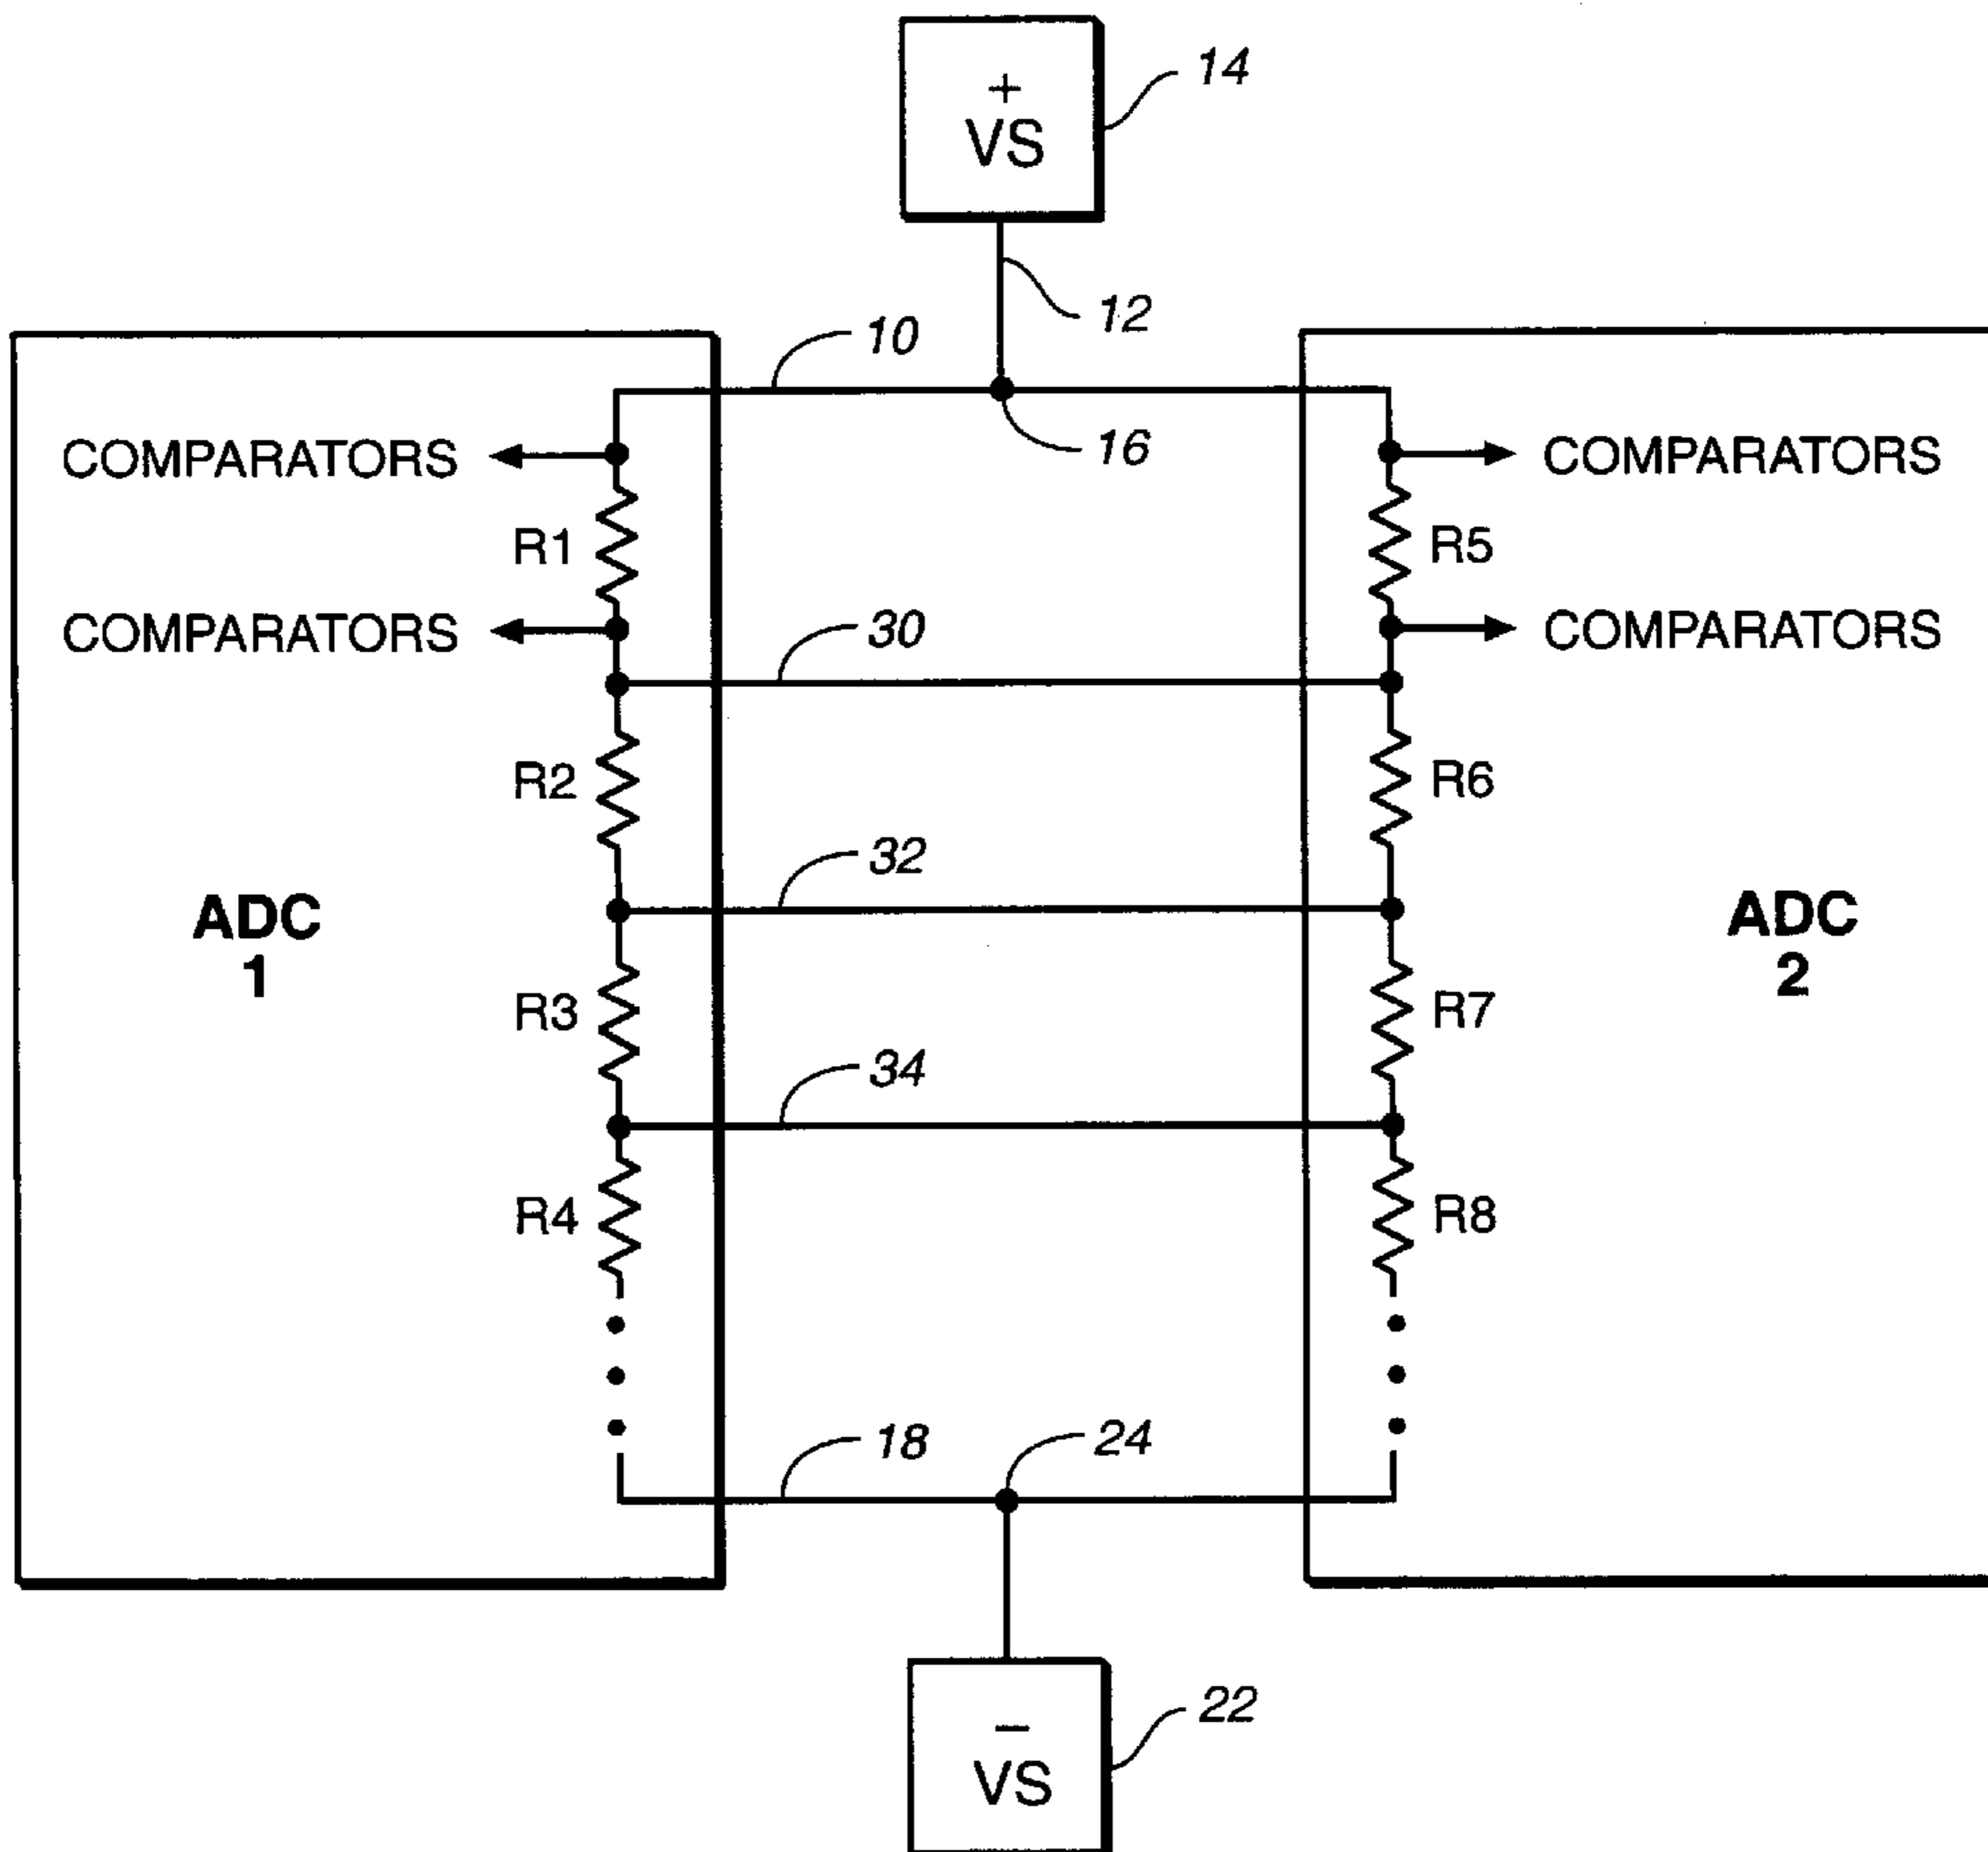 +
VS
14
12
10
16
COMPARATORS
COMPARATORS
R1
R5
COMPARATORS
COMPARATORS
30
R2
R6
32
ADC
1
ADC
2
R3
R7
34
R4
R8
18
24
−
VS
22